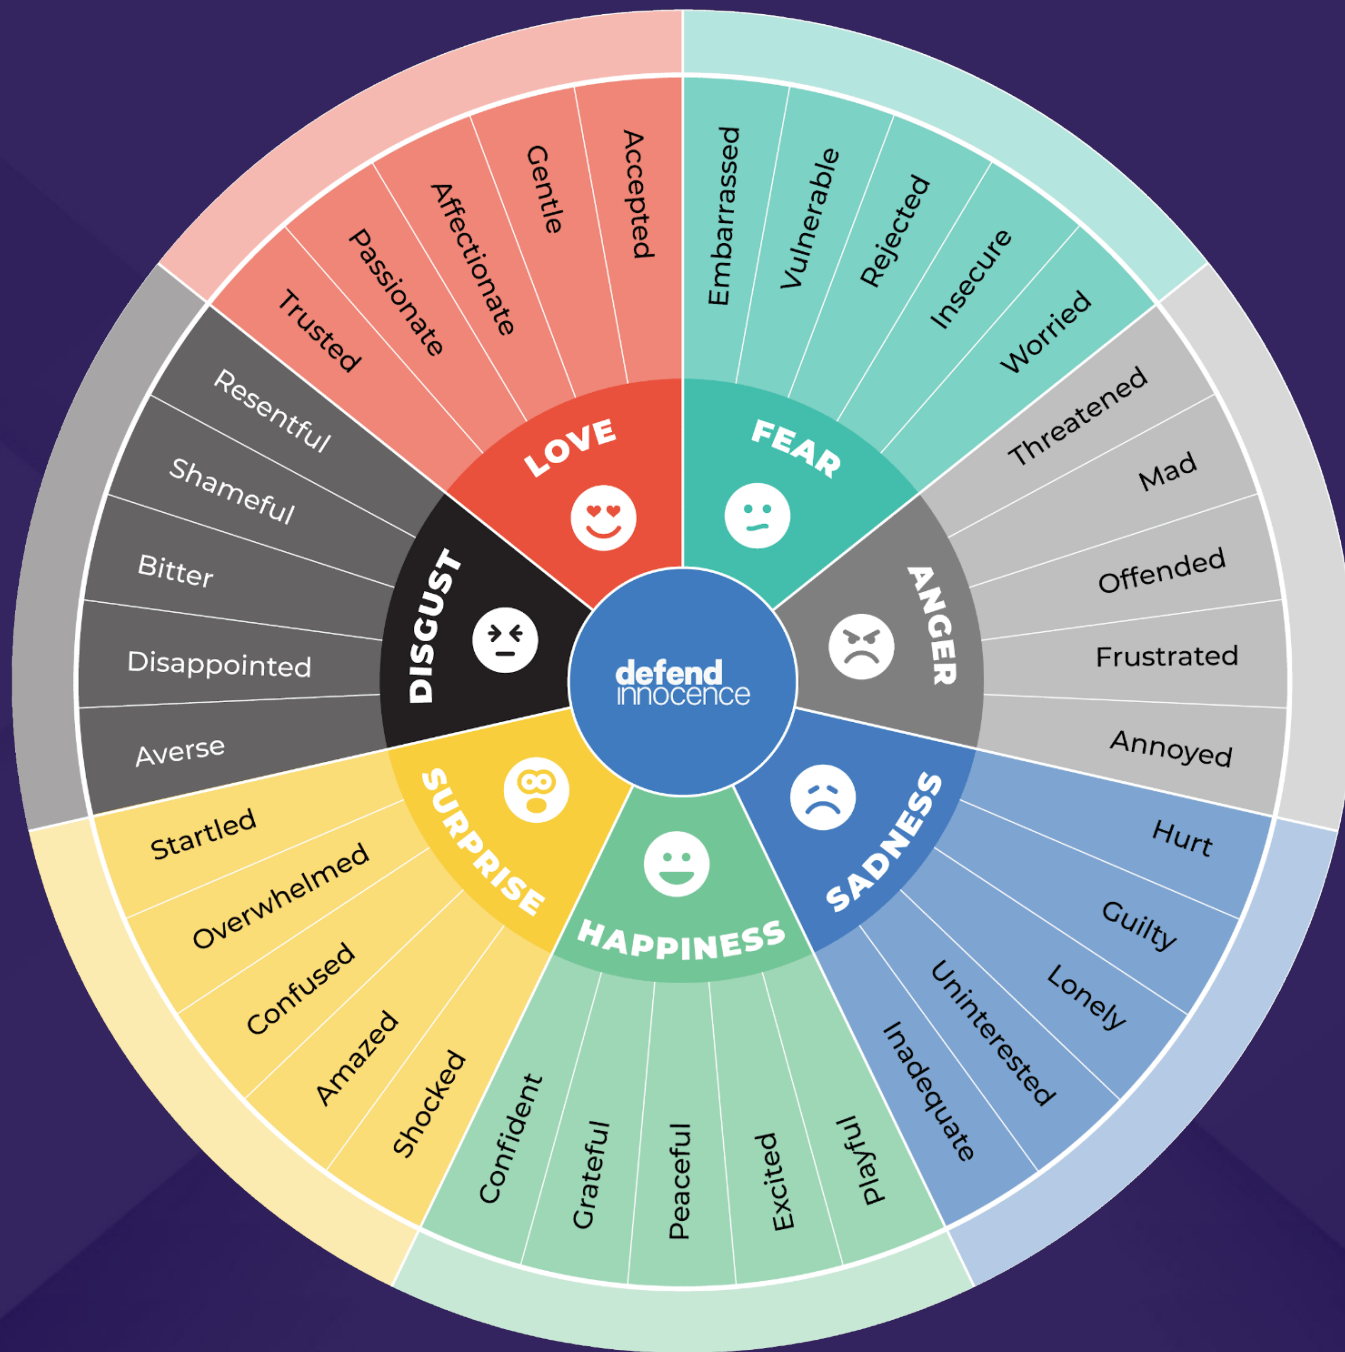 defend
innocence
LOVE
Trusted
Passionate
Affectionate
Gentle
Accepted
FEAR
Embarrassed
Vulnerable
Rejected
Insecure
Worried
ANGER
Threatened
Mad
Offended
Frustrated
Annoyed
SADNESS
Hurt
Guilty
Lonely
Uninterested
Inadequate
HAPPINESS
Playful
Excited
Peaceful
Grateful
Confident
SURPRISE
Shocked
Amazed
Confused
Overwhelmed
Startled
DISGUST
Averse
Disappointed
Bitter
Shameful
Resentful